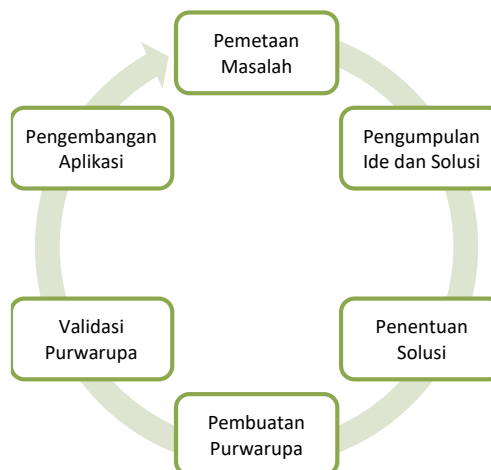 Pemetaan
Masalah
Pengumpulan
Ide dan Solusi
Penentuan
Solusi
Pembuatan
Purwarupa
Validasi
Purwarupa
Pengembangan
Aplikasi